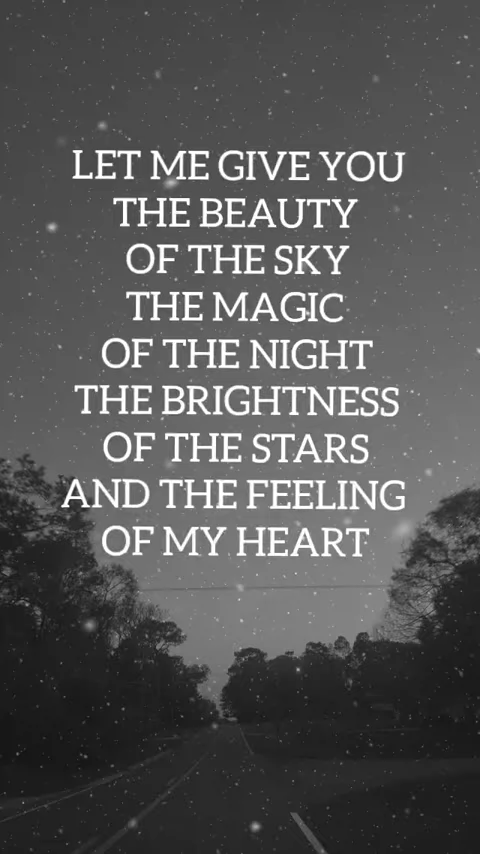 LET ME GIVE YOU
THE BEAUTY
OF THE SKY
THE MAGIC
OF THE NIGHT
THE BRIGHTNESS
OF THE STARS
AND THE FEELING
OF MY HEART